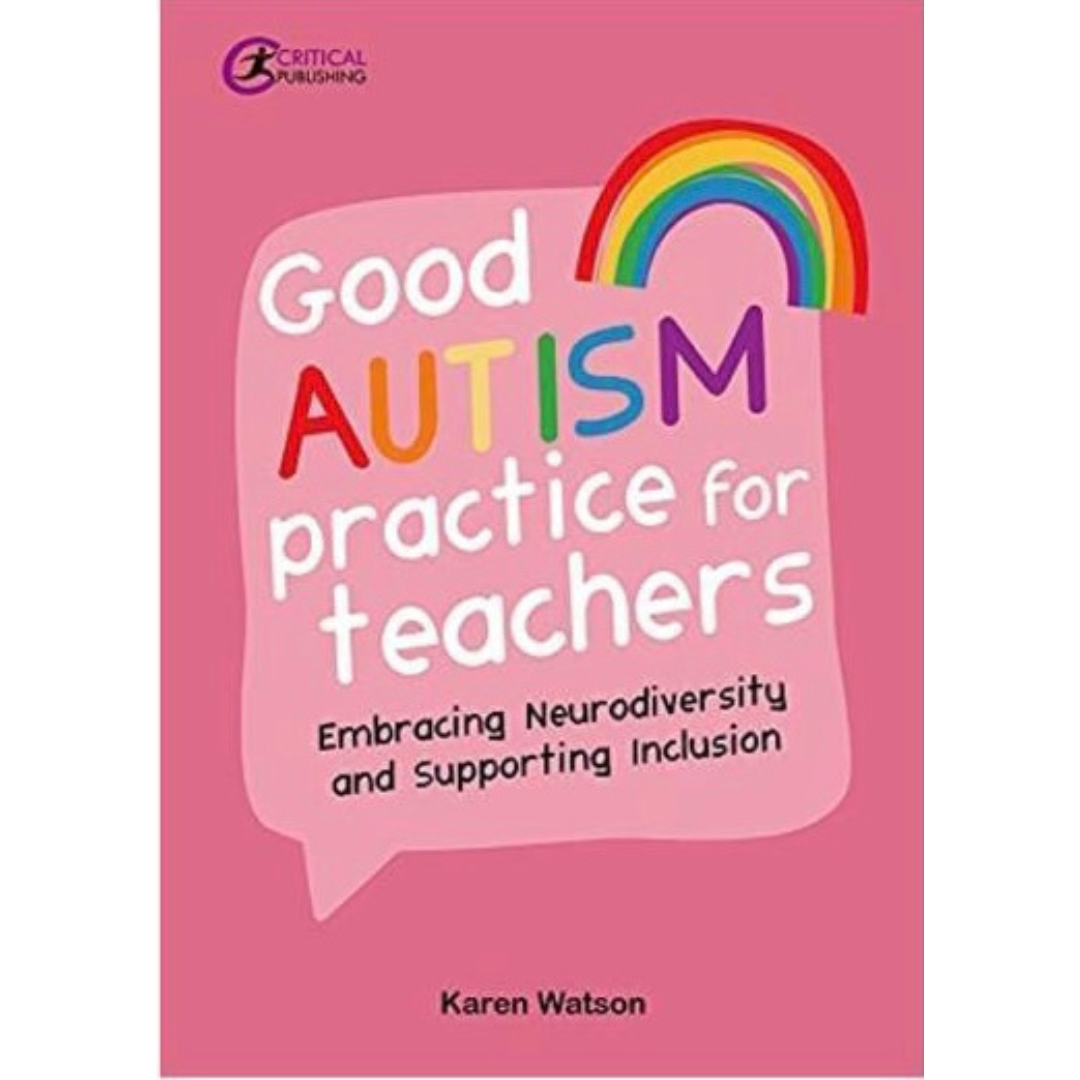 CRITICAL
PUBLISHING
Good
AUTISM
practice for
teachers
Embracing Neurodiversity
and Supporting Inclusion
Karen Watson